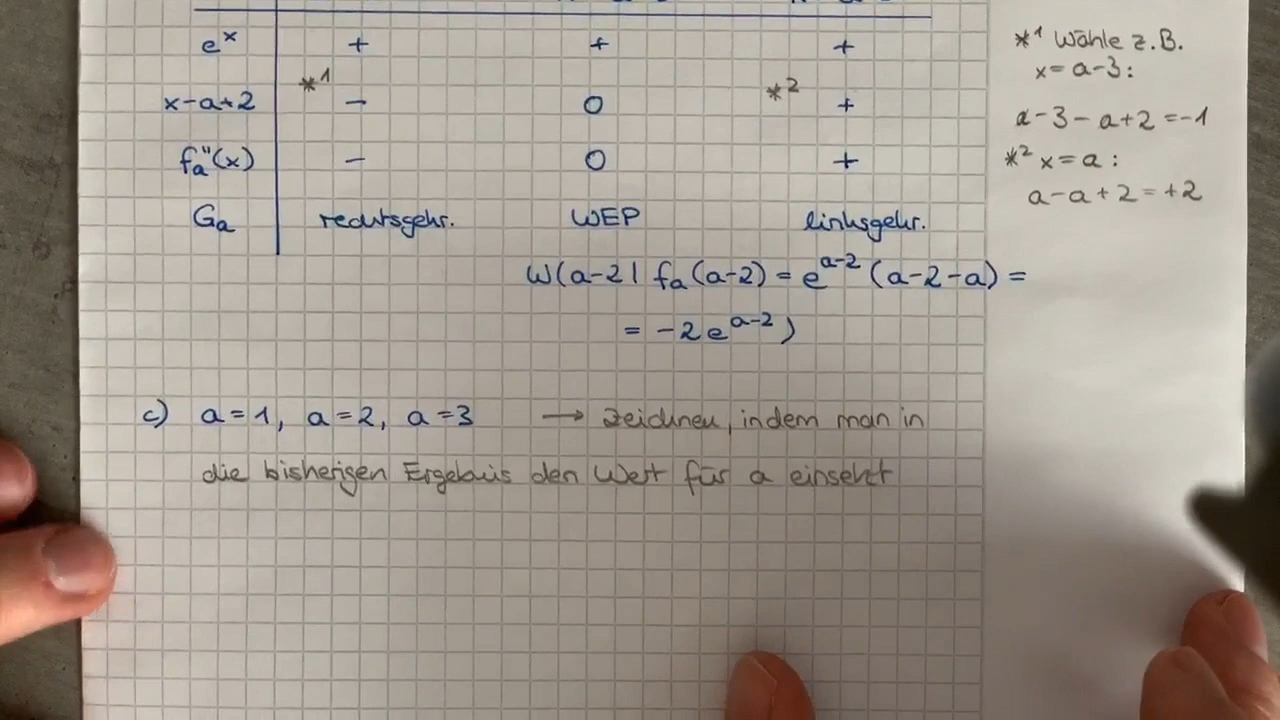 e^x + + +
x-a+2 *1 − 0 *2 +
fa''(x) − 0 +
Ga rechtsgekr. WEP linksgekr.
W(a-2 | fa(a-2) = e^(a-2) (a-2-a) =
= -2e^(a-2))
c) a=1, a=2, a=3 → zeichnen, indem man in
die bisherigen Ergebnis den Wert für a einsetzt
*1 Wähle z.B.
x=a-3:
a-3-a+2=-1
*2 x=a:
a-a+2=+2